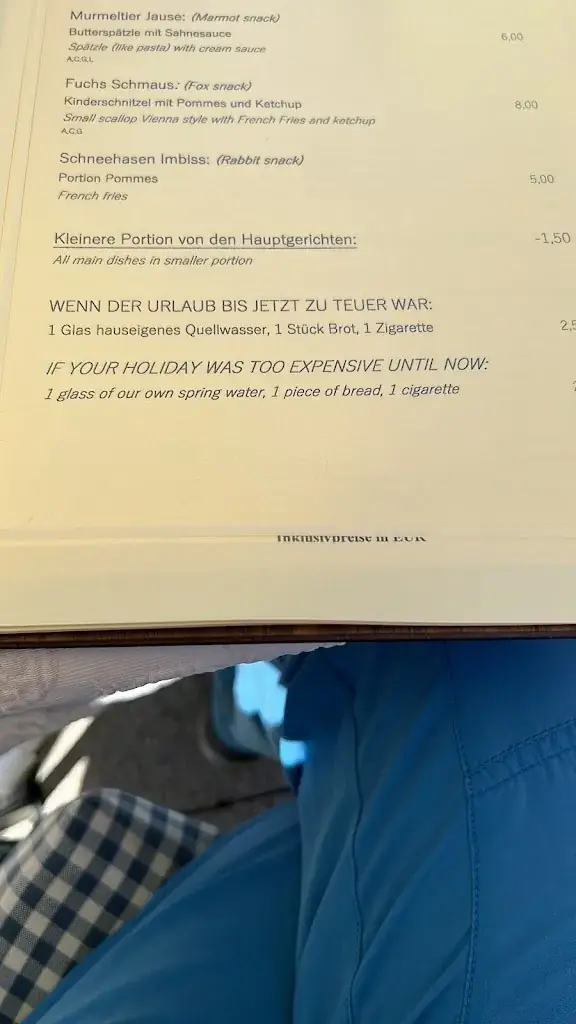 Murmeltier Jause: (Marmot snack)
Butterspätzle mit Sahnesauce 6,00
Spätzle (like pasta) with cream sauce
A,C,G,L
Fuchs Schmaus: (Fox snack)
Kinderschnitzel mit Pommes und Ketchup 8,00
Small scallop Vienna style with French Fries and ketchup
A,C,G
Schneehasen Imbiss: (Rabbit snack)
Portion Pommes 5,00
French fries
Kleinere Portion von den Hauptgerichten: -1,50
All main dishes in smaller portion
WENN DER URLAUB BIS JETZT ZU TEUER WAR:
1 Glas hauseigenes Quellwasser, 1 Stück Brot, 1 Zigarette
IF YOUR HOLIDAY WAS TOO EXPENSIVE UNTIL NOW:
1 glass of our own spring water, 1 piece of bread, 1 cigarette
Inklusivpreise in EUR